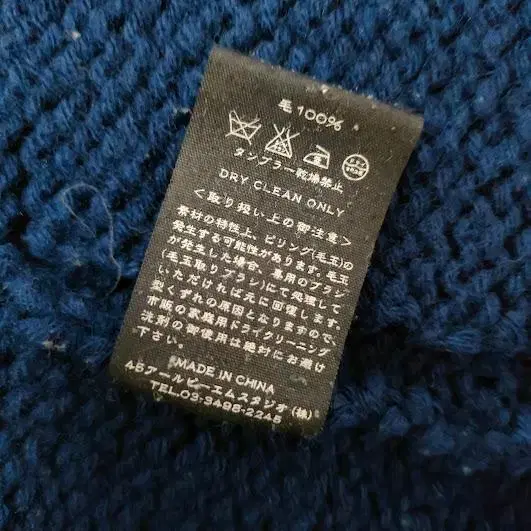 毛100%
タンブラー乾燥禁止
DRY CLEAN ONLY
<取り扱い上の御注意>
素材の特性上、ピリング(毛玉)の
発生する可能性があります。毛玉
が発生した場合、専用のブラシ
(毛玉取りブラシ)にて処理して
いただければ元に回復します。
型くずれの原因となりますので、
市販の家庭用ドライクリーニング
洗剤の御使用は絶対にお避け
下さい。
MADE IN CHINA
45アールピーエムスタジオ(株)
TEL.03.3498-2245